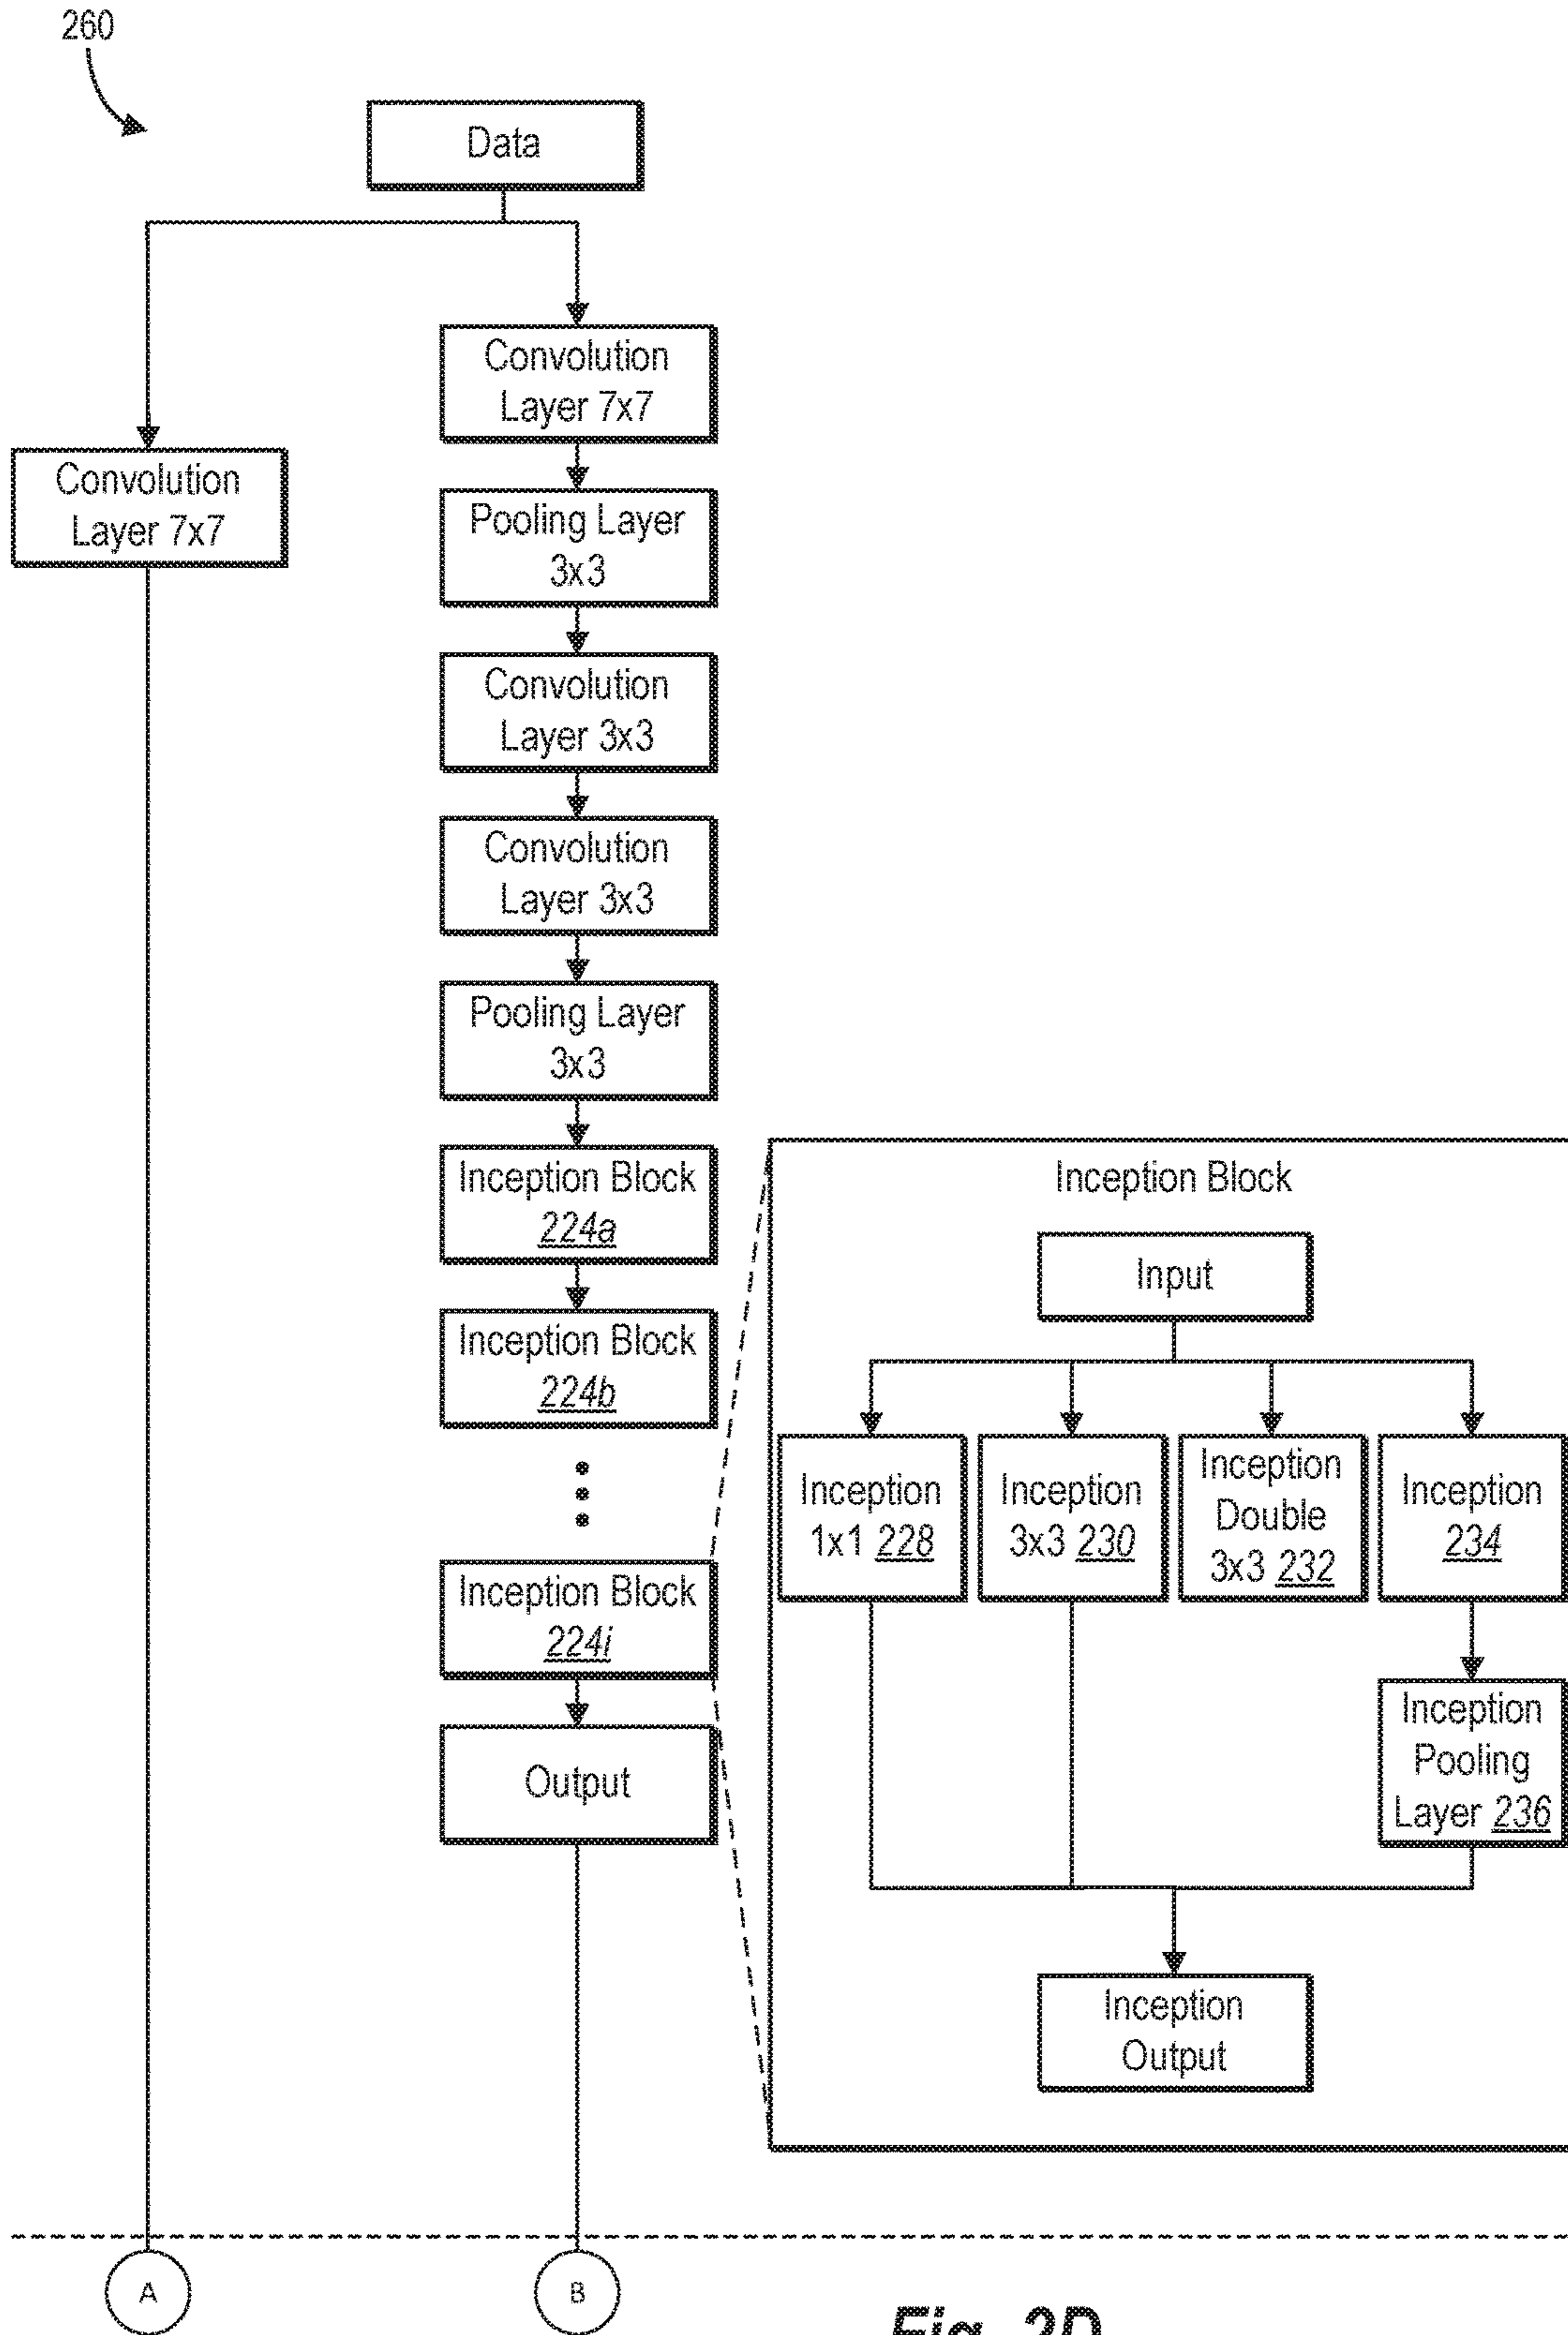 260
Data
Convolution
Layer 7x7
Convolution
Layer 7x7
Pooling Layer
3x3
Convolution
Layer 3x3
Convolution
Layer 3x3
Pooling Layer
3x3
Inception Block
224a
Inception Block
224b
Inception Block
224i
Output
Inception Block
Input
Inception
1x1 228
Inception
3x3 230
Inception
Double
3x3 232
Inception
234
Inception
Pooling
Layer 236
Inception
Output
A
B
Fig. 2D